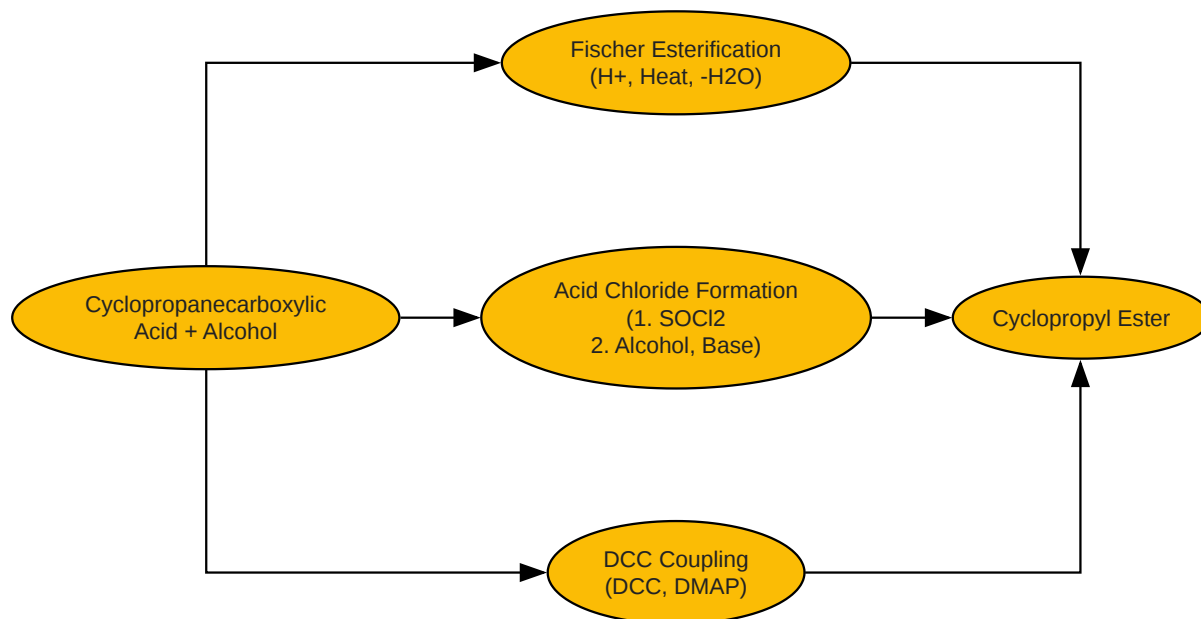 Fischer Esterification
(H+, Heat, -H2O)
Cyclopropanecarboxylic
Acid + Alcohol
Acid Chloride Formation
(1. SOCl2
2. Alcohol, Base)
Cyclopropyl Ester
DCC Coupling
(DCC, DMAP)